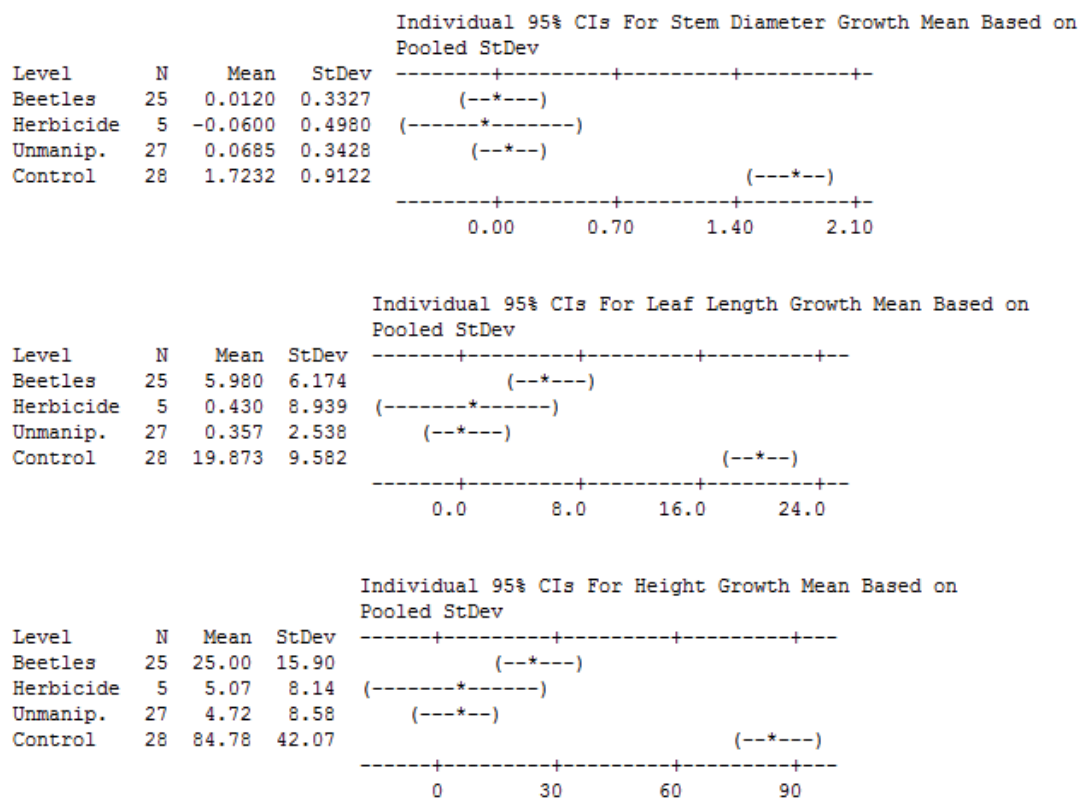 Individual 95% CIs For Stem Diameter Growth Mean Based on
Pooled StDev
Level      N     Mean   StDev  --------+---------+---------+---------+-
Beetles   25   0.0120  0.3327       (--*---)
Herbicide  5  -0.0600  0.4980  (------*-------)
Unmanip.  27   0.0685  0.3428        (--*--)
Control   28   1.7232  0.9122                               (---*--)
--------+---------+---------+---------+-
0.00      0.70      1.40      2.10
Individual 95% CIs For Leaf Length Growth Mean Based on
Pooled StDev
Level      N    Mean  StDev  -------+---------+---------+---------+--
Beetles   25   5.980  6.174             (--*---)
Herbicide  5   0.430  8.939  (-------*------)
Unmanip.  27   0.357  2.538      (--*---)
Control   28  19.873  9.582                               (--*--)
-------+---------+---------+---------+--
0.0       8.0      16.0      24.0
Individual 95% CIs For Height Growth Mean Based on
Pooled StDev
Level      N   Mean  StDev  ------+---------+---------+---------+---
Beetles   25  25.00  15.90             (--*---)
Herbicide  5   5.07   8.14  (-------*------)
Unmanip.  27   4.72   8.58      (---*--)
Control   28  84.78  42.07                                 (--*---)
------+---------+---------+---------+---
0        30        60        90